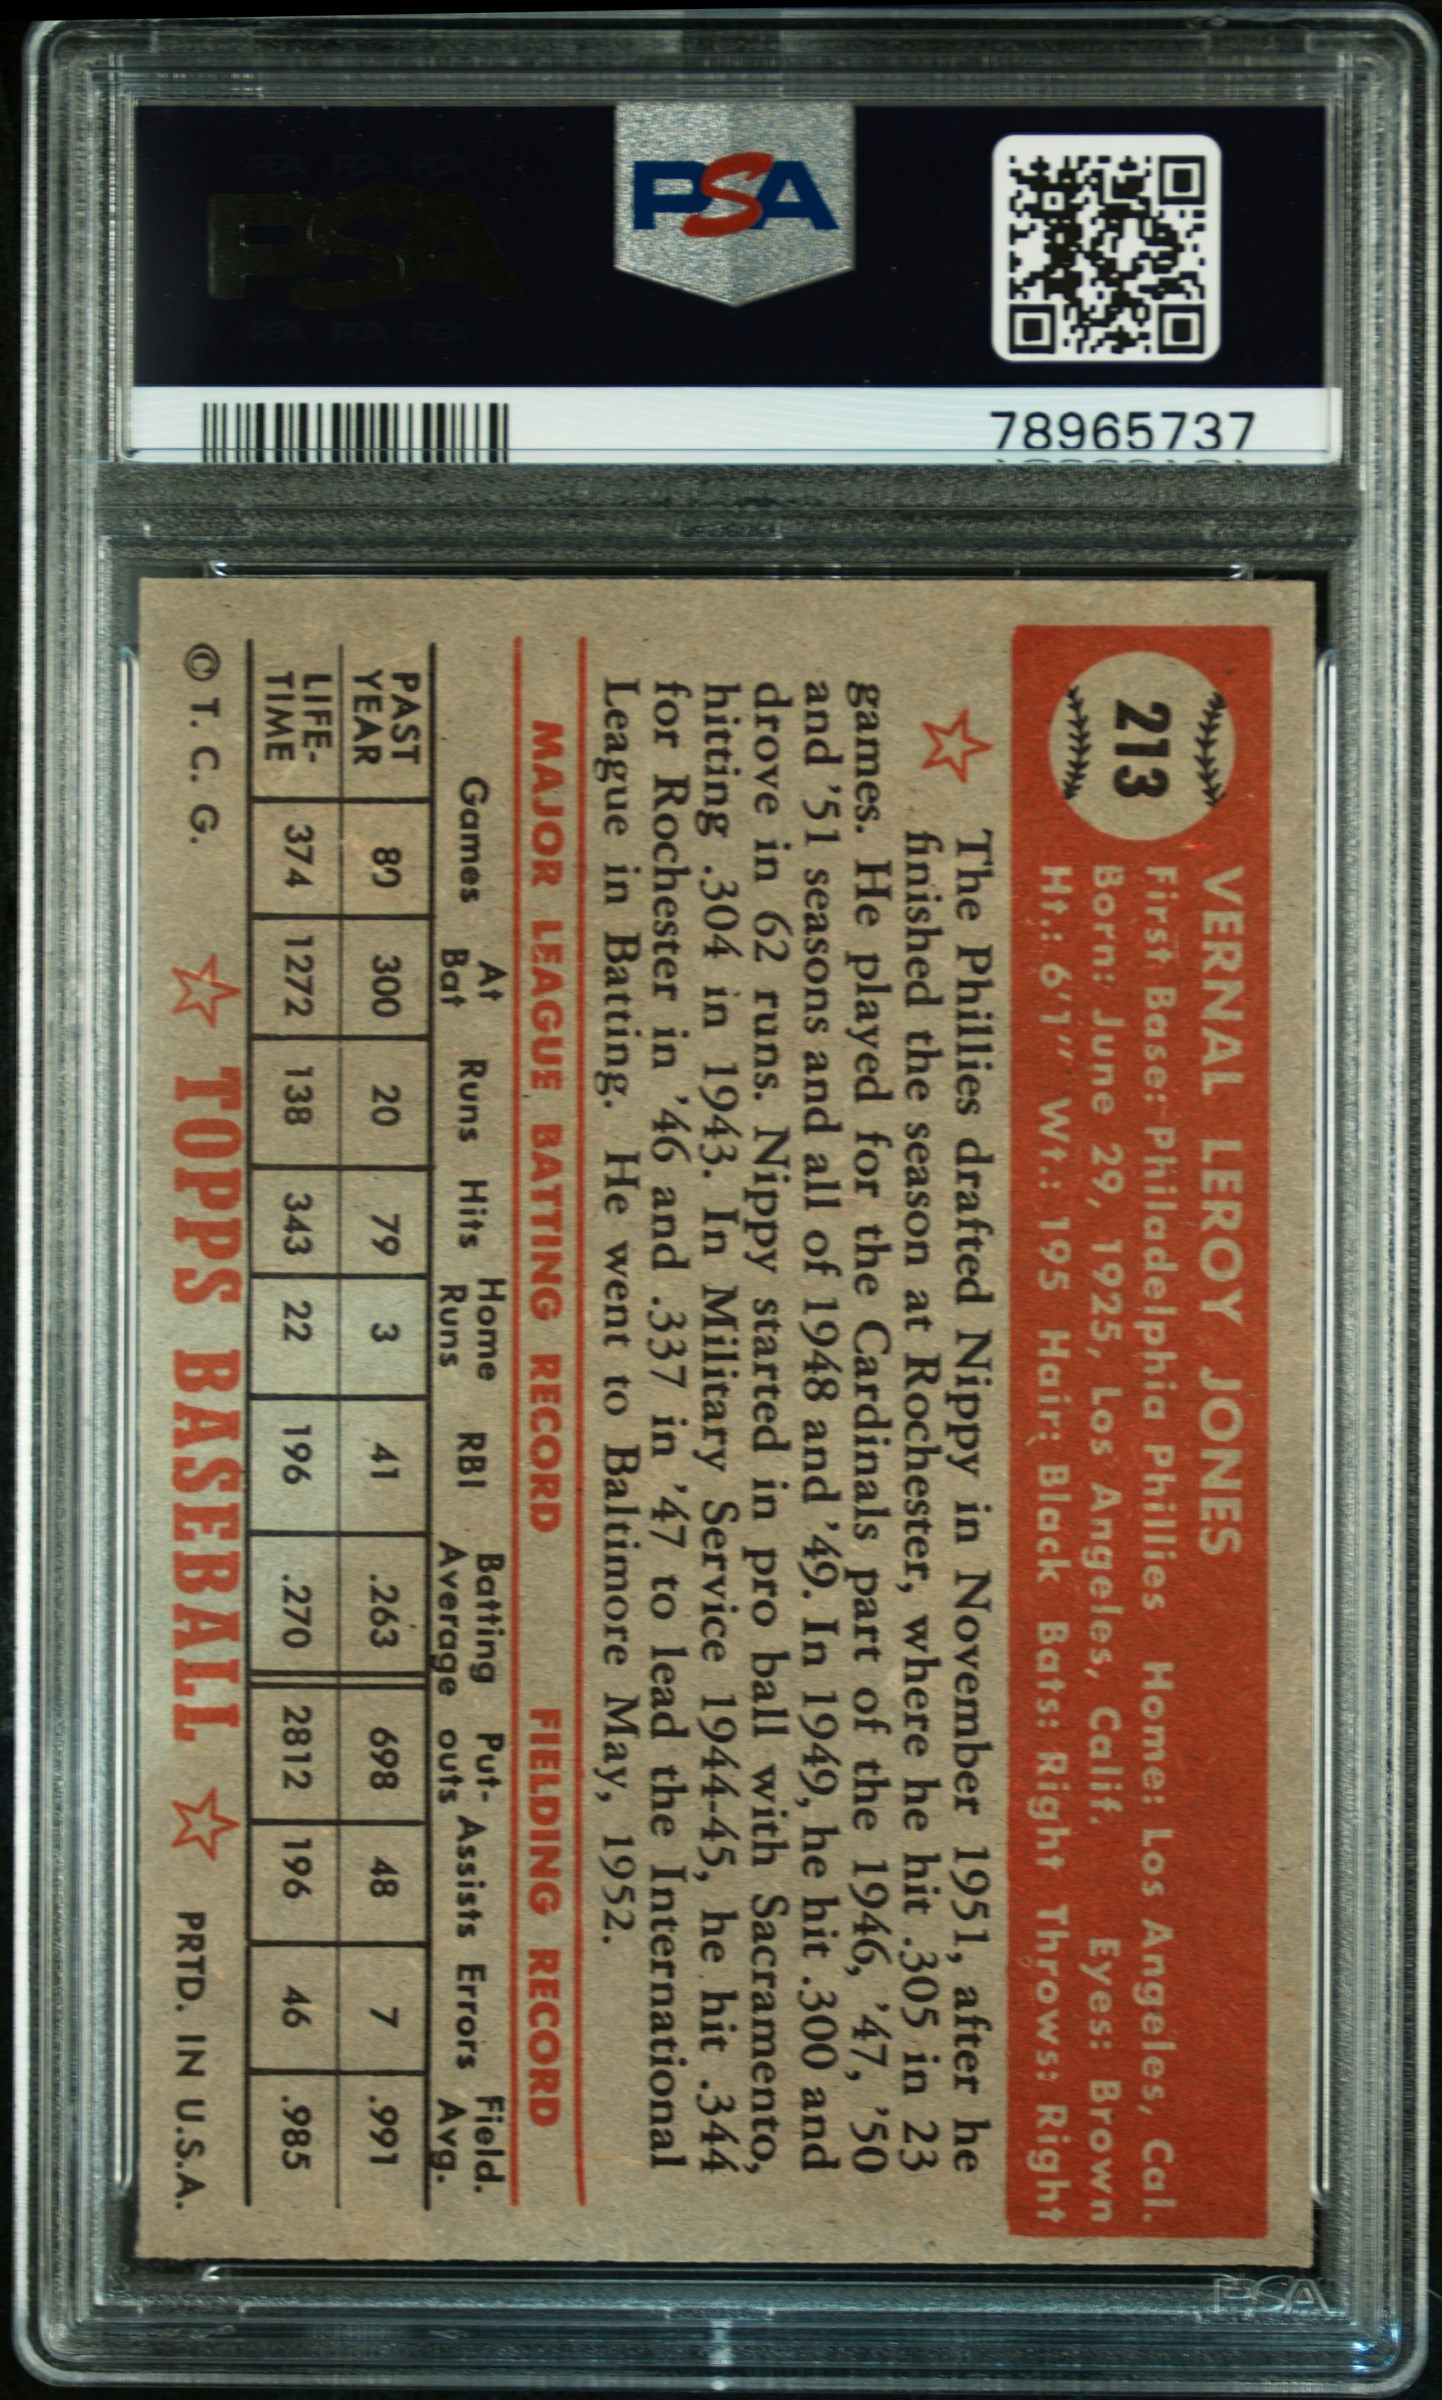 PSA
78965737
213
VERNAL LEROY JONES
First Base: Philadelphia Phillies Home: Los Angeles, Cal.
Born: June 29, 1925, Los Angeles, Calif. Eyes: Brown
Ht.: 6'1" Wt.: 195 Hair: Black Bats: Right Throws: Right
The Phillies drafted Nippy in November 1951, after he
finished the season at Rochester, where he hit .305 in 23
games. He played for the Cardinals part of the 1946, '47, '50
and '51 seasons and all of 1948 and '49. In 1949, he hit .300 and
drove in 62 runs. Nippy started in pro ball with Sacramento,
hitting .304 in 1943. In Military Service 1944-45, he hit .344
for Rochester in '46 and .337 in '47 to lead the International
League in Batting. He went to Baltimore May, 1952.
MAJOR LEAGUE BATTING RECORD FIELDING RECORD
Games At Bat Runs Hits Home Runs RBI Batting Average Put-outs Assists Errors Field. Avg.
PAST YEAR 80 300 20 79 3 41 .263 698 48 7 .991
LIFE-TIME 374 1272 138 343 22 196 .270 2812 196 46 .985
© T. C. G. TOPPS BASEBALL PRTD. IN U.S.A.
PSA